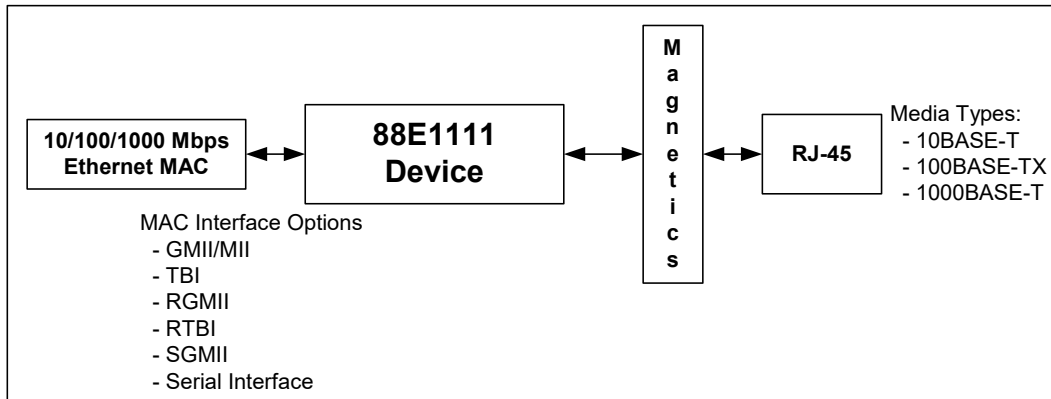 10/100/1000 Mbps
Ethernet MAC
88E1111
Device
Magnetics
RJ-45
Media Types:
- 10BASE-T
- 100BASE-TX
- 1000BASE-T
MAC Interface Options
- GMII/MII
- TBI
- RGMII
- RTBI
- SGMII
- Serial Interface